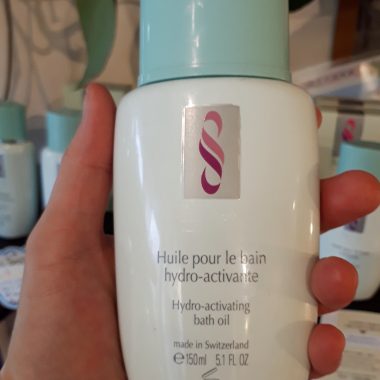 Huile pour le bain
hydro-activante
Hydro-activating
bath oil
made in Switzerland
℮150ml 5.1 FL OZ